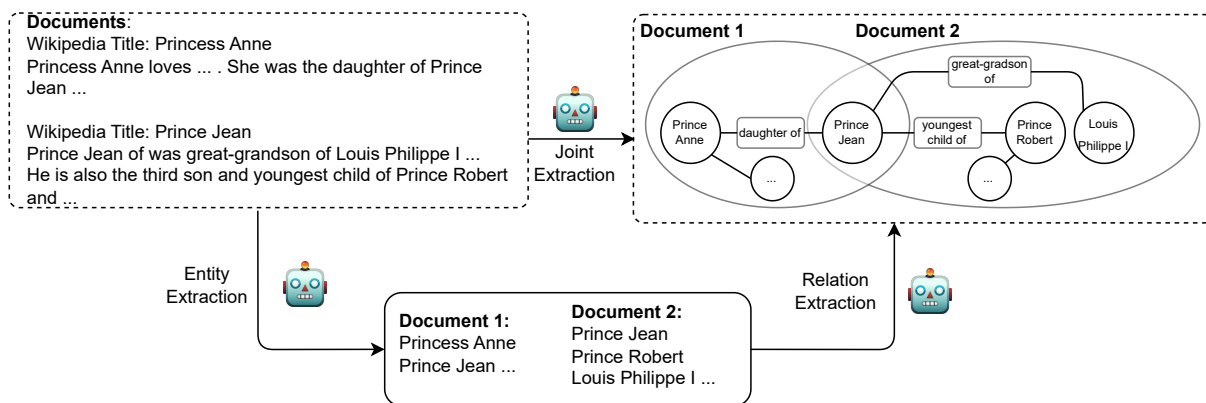 Documents:
Wikipedia Title: Princess Anne
Princess Anne loves ... . She was the daughter of Prince
Jean ...
Wikipedia Title: Prince Jean
Prince Jean of was great-grandson of Louis Philippe I ...
He is also the third son and youngest child of Prince Robert
and ...
Joint
Extraction
Document 1
Document 2
great-gradson
of
Prince
Anne
daughter of
Prince
Jean
youngest
child of
Prince
Robert
Louis
Philippe I
...
...
Entity
Extraction
Document 1:
Princess Anne
Prince Jean ...
Document 2:
Prince Jean
Prince Robert
Louis Philippe I ...
Relation
Extraction